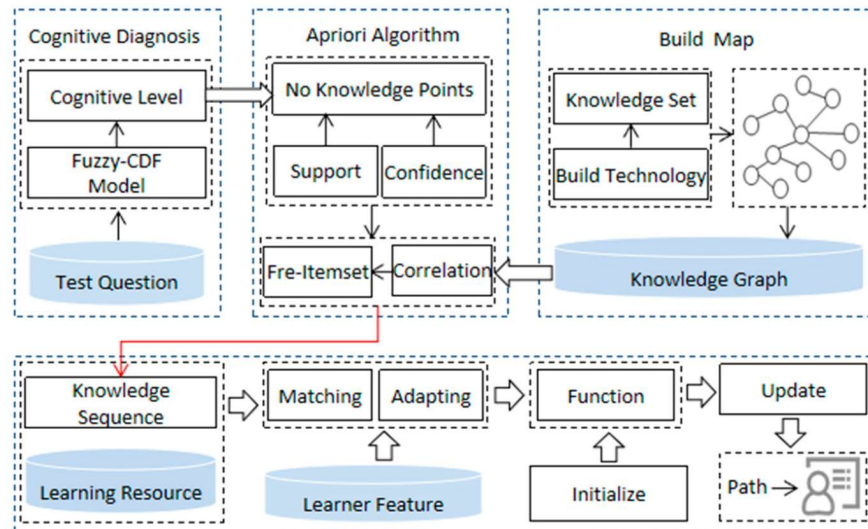 Cognitive Diagnosis
Cognitive Level
Fuzzy-CDF
Model
Test Question
Apriori Algorithm
No Knowledge Points
Support
Confidence
Fre-Itemset
Correlation
Build Map
Knowledge Set
Build Technology
Knowledge Graph
Knowledge
Sequence
Learning Resource
Matching
Adapting
Learner Feature
Function
Initialize
Update
Path